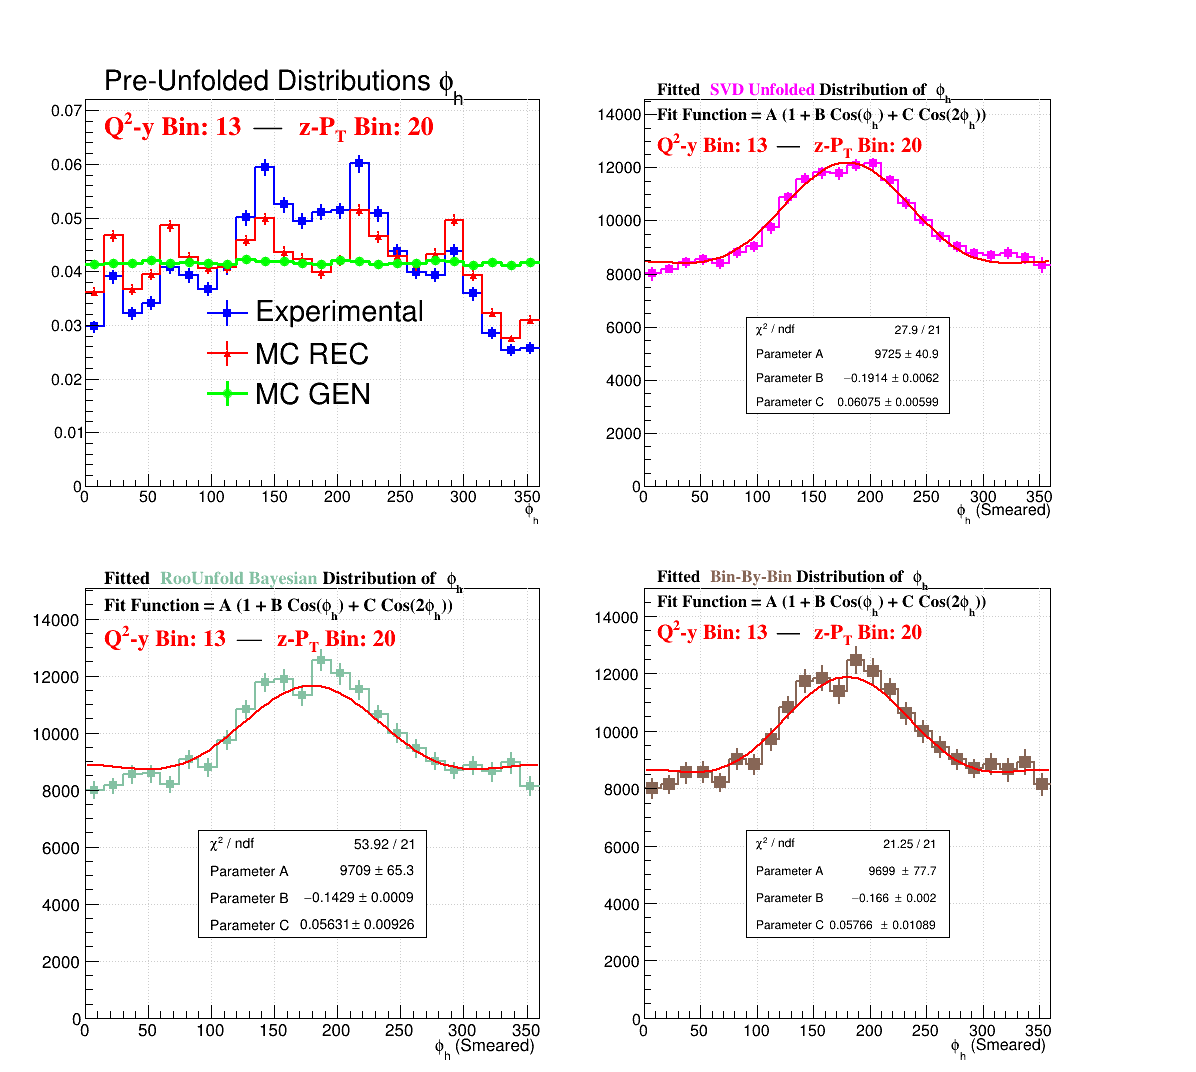 Pre-Unfolded Distributions ϕh
Q²-y Bin: 13 — z-PT Bin: 20
0.07
0.06
0.05
0.04
0.03
0.02
0.01
0
Experimental
MC REC
MC GEN
0 50 100 150 200 250 300 350
ϕh
Fitted SVD Unfolded Distribution of ϕh
Fit Function = A (1 + B Cos(ϕh) + C Cos(2ϕh))
Q²-y Bin: 13 — z-PT Bin: 20
14000
12000
10000
8000
6000
4000
2000
0
χ² / ndf 27.9 / 21
Parameter A 9725 ± 40.9
Parameter B −0.1914 ± 0.0062
Parameter C 0.06075 ± 0.00599
0 50 100 150 200 250 300 350
ϕh (Smeared)
Fitted RooUnfold Bayesian Distribution of ϕh
Fit Function = A (1 + B Cos(ϕh) + C Cos(2ϕh))
Q²-y Bin: 13 — z-PT Bin: 20
14000
12000
10000
8000
6000
4000
2000
0
χ² / ndf 53.92 / 21
Parameter A 9709 ± 65.3
Parameter B −0.1429 ± 0.0009
Parameter C 0.05631 ± 0.00926
0 50 100 150 200 250 300 350
ϕh (Smeared)
Fitted Bin-By-Bin Distribution of ϕh
Fit Function = A (1 + B Cos(ϕh) + C Cos(2ϕh))
Q²-y Bin: 13 — z-PT Bin: 20
14000
12000
10000
8000
6000
4000
2000
0
χ² / ndf 21.25 / 21
Parameter A 9699 ± 77.7
Parameter B −0.166 ± 0.002
Parameter C 0.05766 ± 0.01089
0 50 100 150 200 250 300 350
ϕh (Smeared)